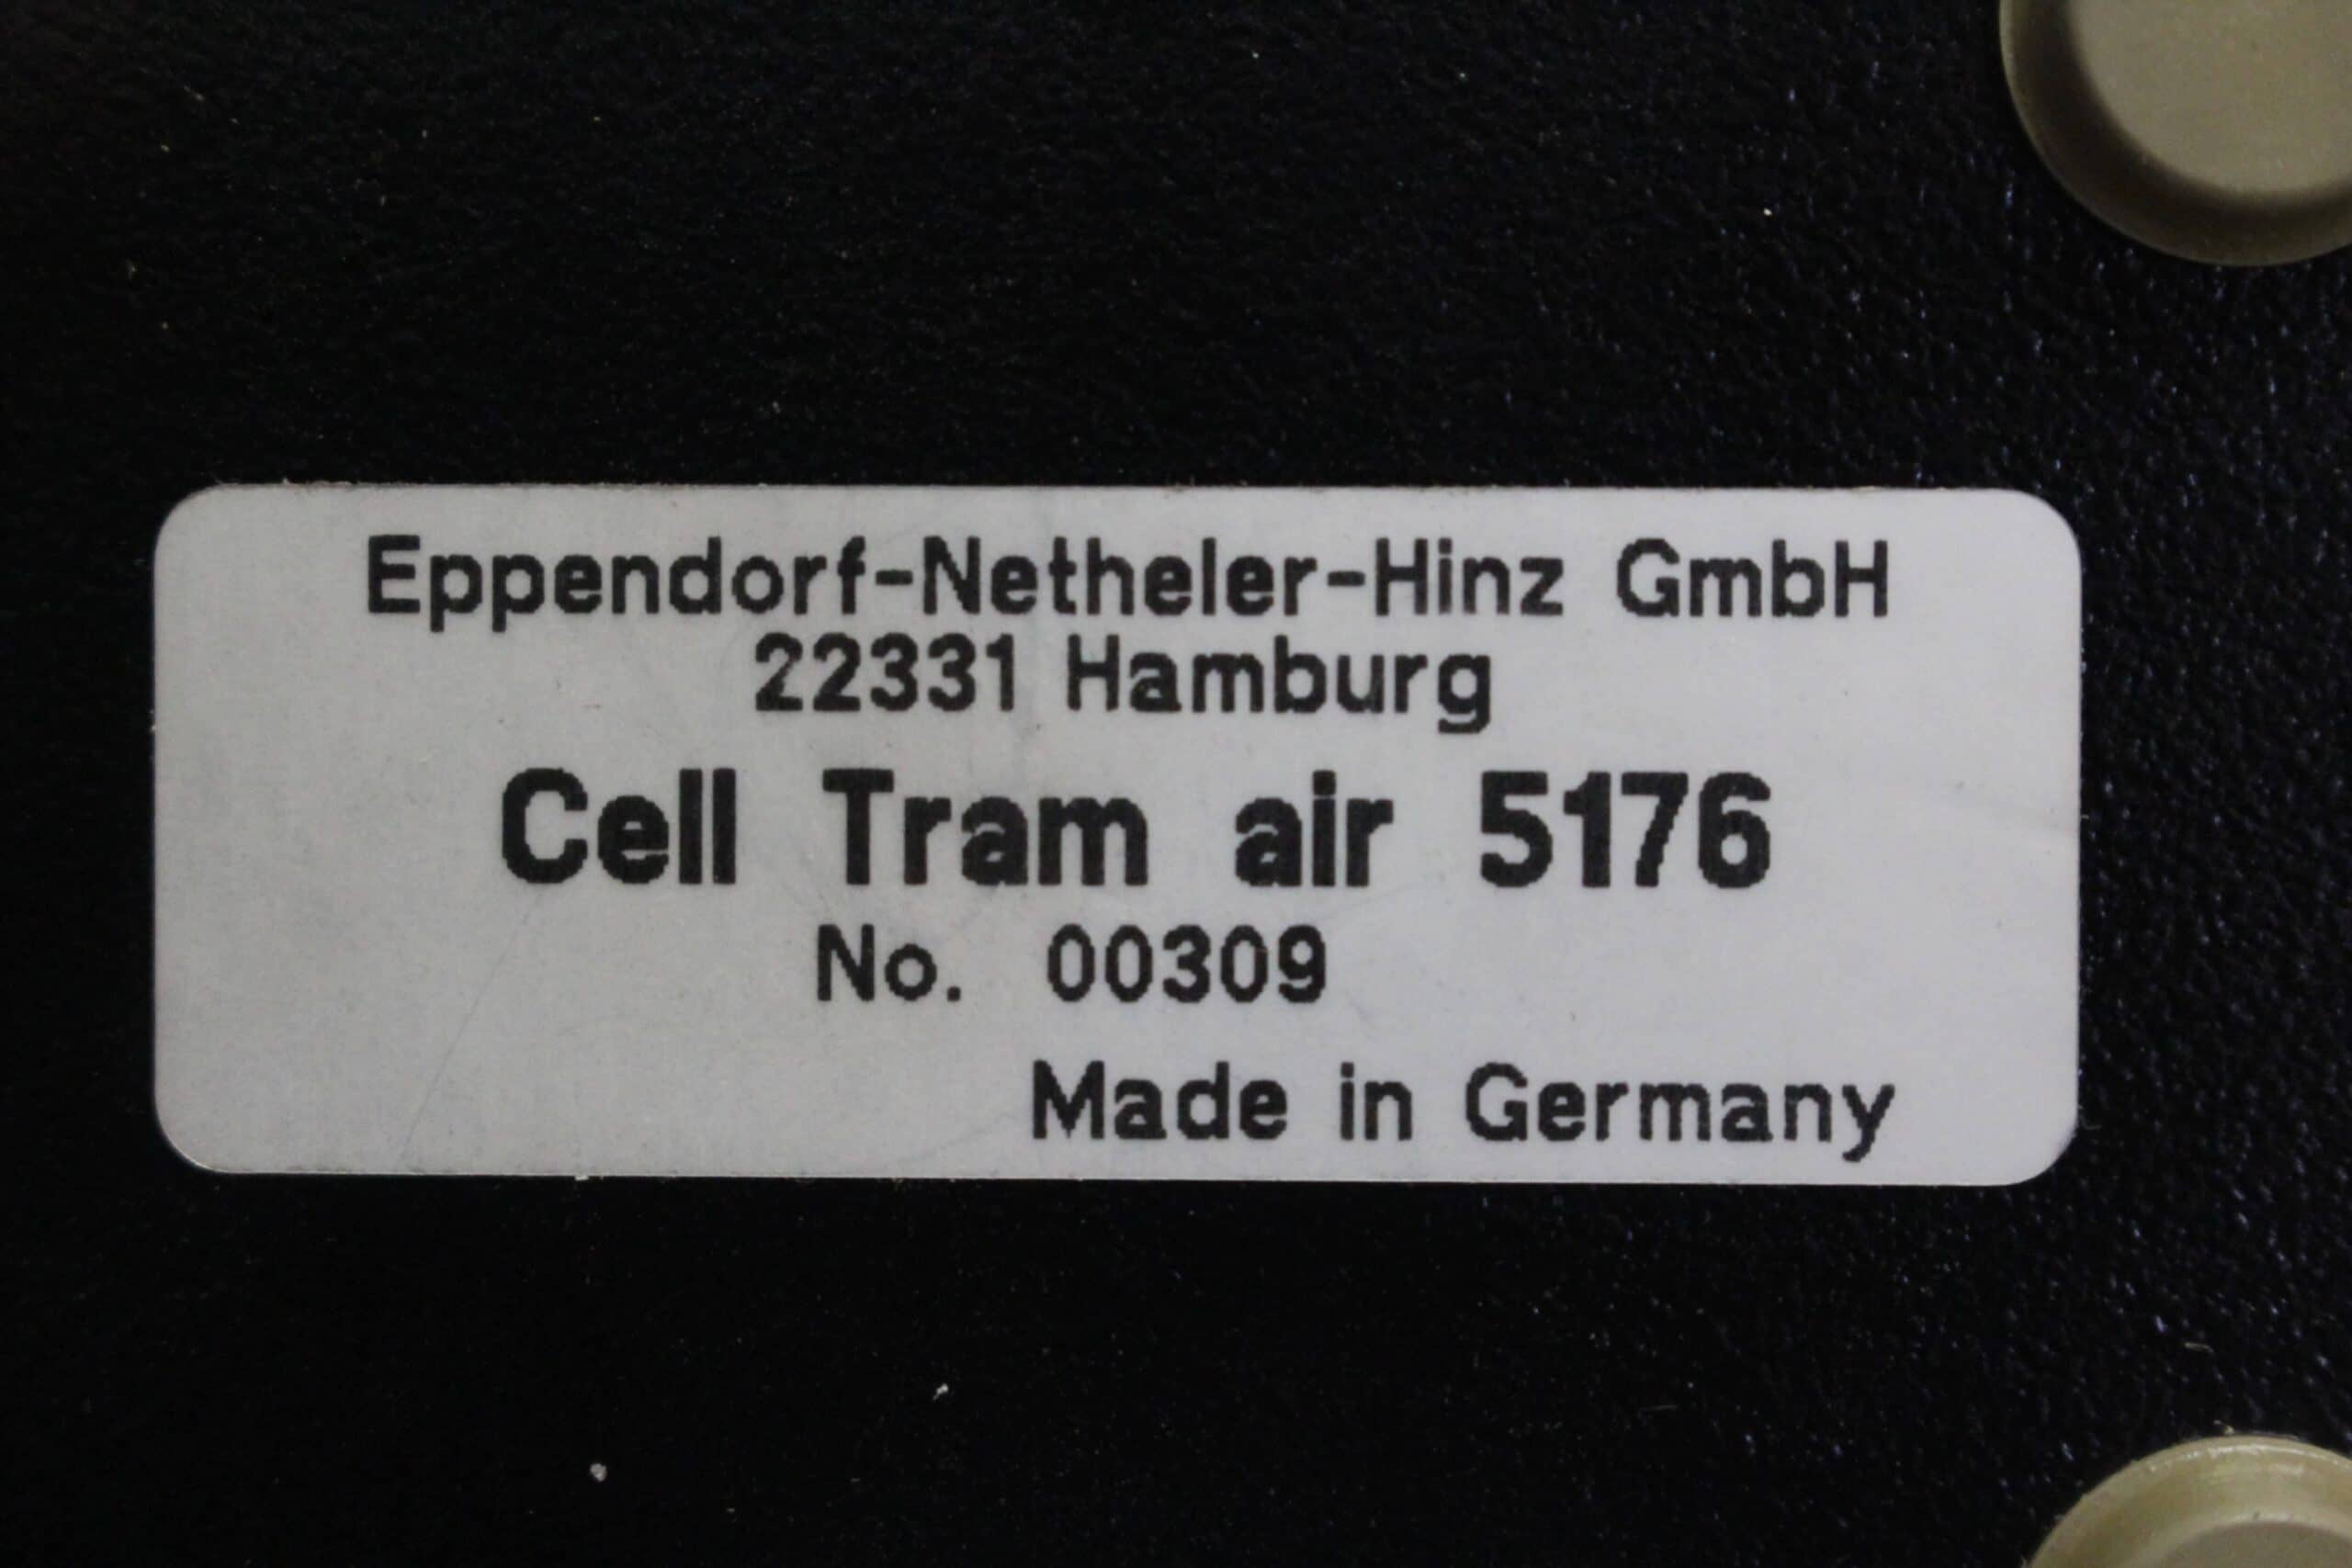 Eppendorf-Netheler-Hinz GmbH
22331 Hamburg
Cell Tram air 5176
No. 00309
Made in Germany